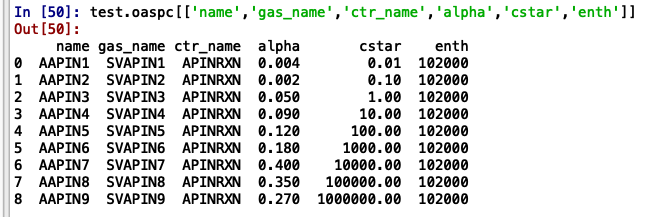 In [50]: test.oaspc[['name','gas_name','ctr_name','alpha','cstar','enth']]
Out[50]:
name gas_name ctr_name alpha cstar enth
0 AAPIN1 SVAPIN1 APINRXN 0.004 0.01 102000
1 AAPIN2 SVAPIN2 APINRXN 0.002 0.10 102000
2 AAPIN3 SVAPIN3 APINRXN 0.050 1.00 102000
3 AAPIN4 SVAPIN4 APINRXN 0.090 10.00 102000
4 AAPIN5 SVAPIN5 APINRXN 0.120 100.00 102000
5 AAPIN6 SVAPIN6 APINRXN 0.180 1000.00 102000
6 AAPIN7 SVAPIN7 APINRXN 0.400 10000.00 102000
7 AAPIN8 SVAPIN8 APINRXN 0.350 100000.00 102000
8 AAPIN9 SVAPIN9 APINRXN 0.270 1000000.00 102000